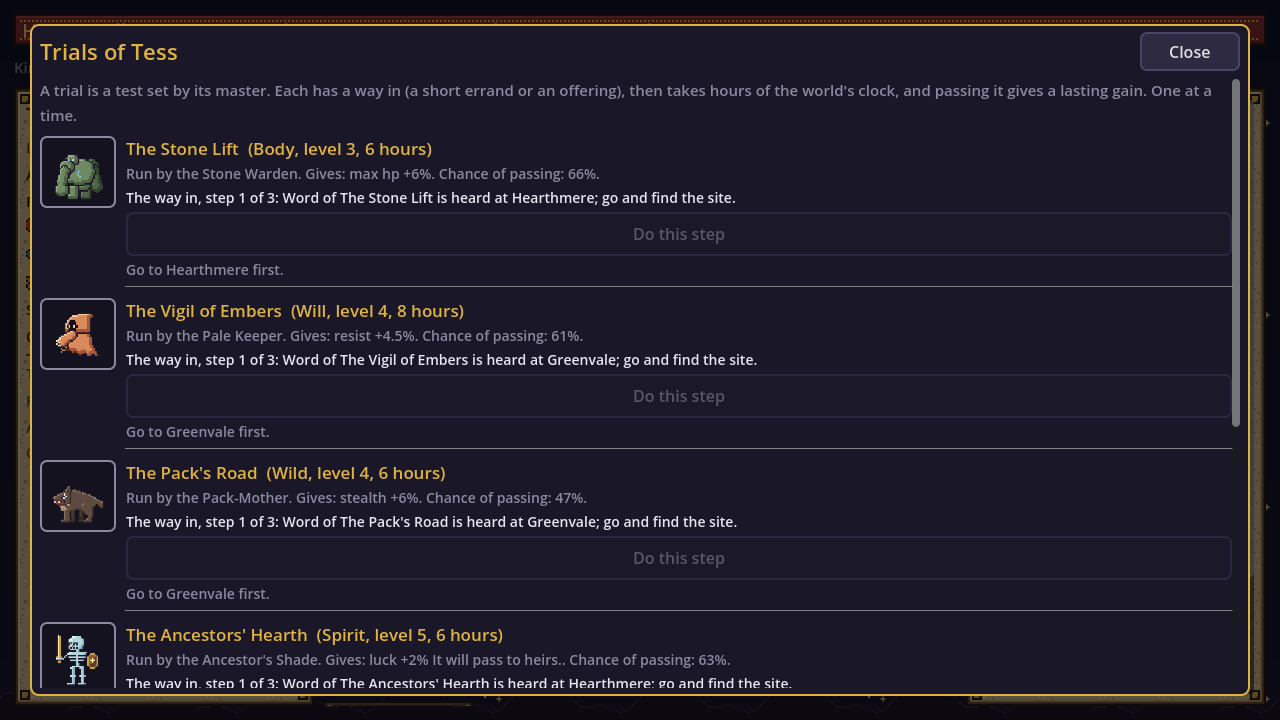 Trials of Tess
Close
A trial is a test set by its master. Each has a way in (a short errand or an offering), then takes hours of the world's clock, and passing it gives a lasting gain. One at a
time.
The Stone Lift (Body, level 3, 6 hours)
Run by the Stone Warden. Gives: max hp +6%. Chance of passing: 66%.
The way in, step 1 of 3: Word of The Stone Lift is heard at Hearthmere; go and find the site.
Do this step
Go to Hearthmere first.
The Vigil of Embers (Will, level 4, 8 hours)
Run by the Pale Keeper. Gives: resist +4.5%. Chance of passing: 61%.
The way in, step 1 of 3: Word of The Vigil of Embers is heard at Greenvale; go and find the site.
Do this step
Go to Greenvale first.
The Pack's Road (Wild, level 4, 6 hours)
Run by the Pack-Mother. Gives: stealth +6%. Chance of passing: 47%.
The way in, step 1 of 3: Word of The Pack's Road is heard at Greenvale; go and find the site.
Do this step
Go to Greenvale first.
The Ancestors' Hearth (Spirit, level 5, 6 hours)
Run by the Ancestor's Shade. Gives: luck +2% It will pass to heirs.. Chance of passing: 63%.
The way in, step 1 of 3: Word of The Ancestors' Hearth is heard at Hearthmere; go and find the site.